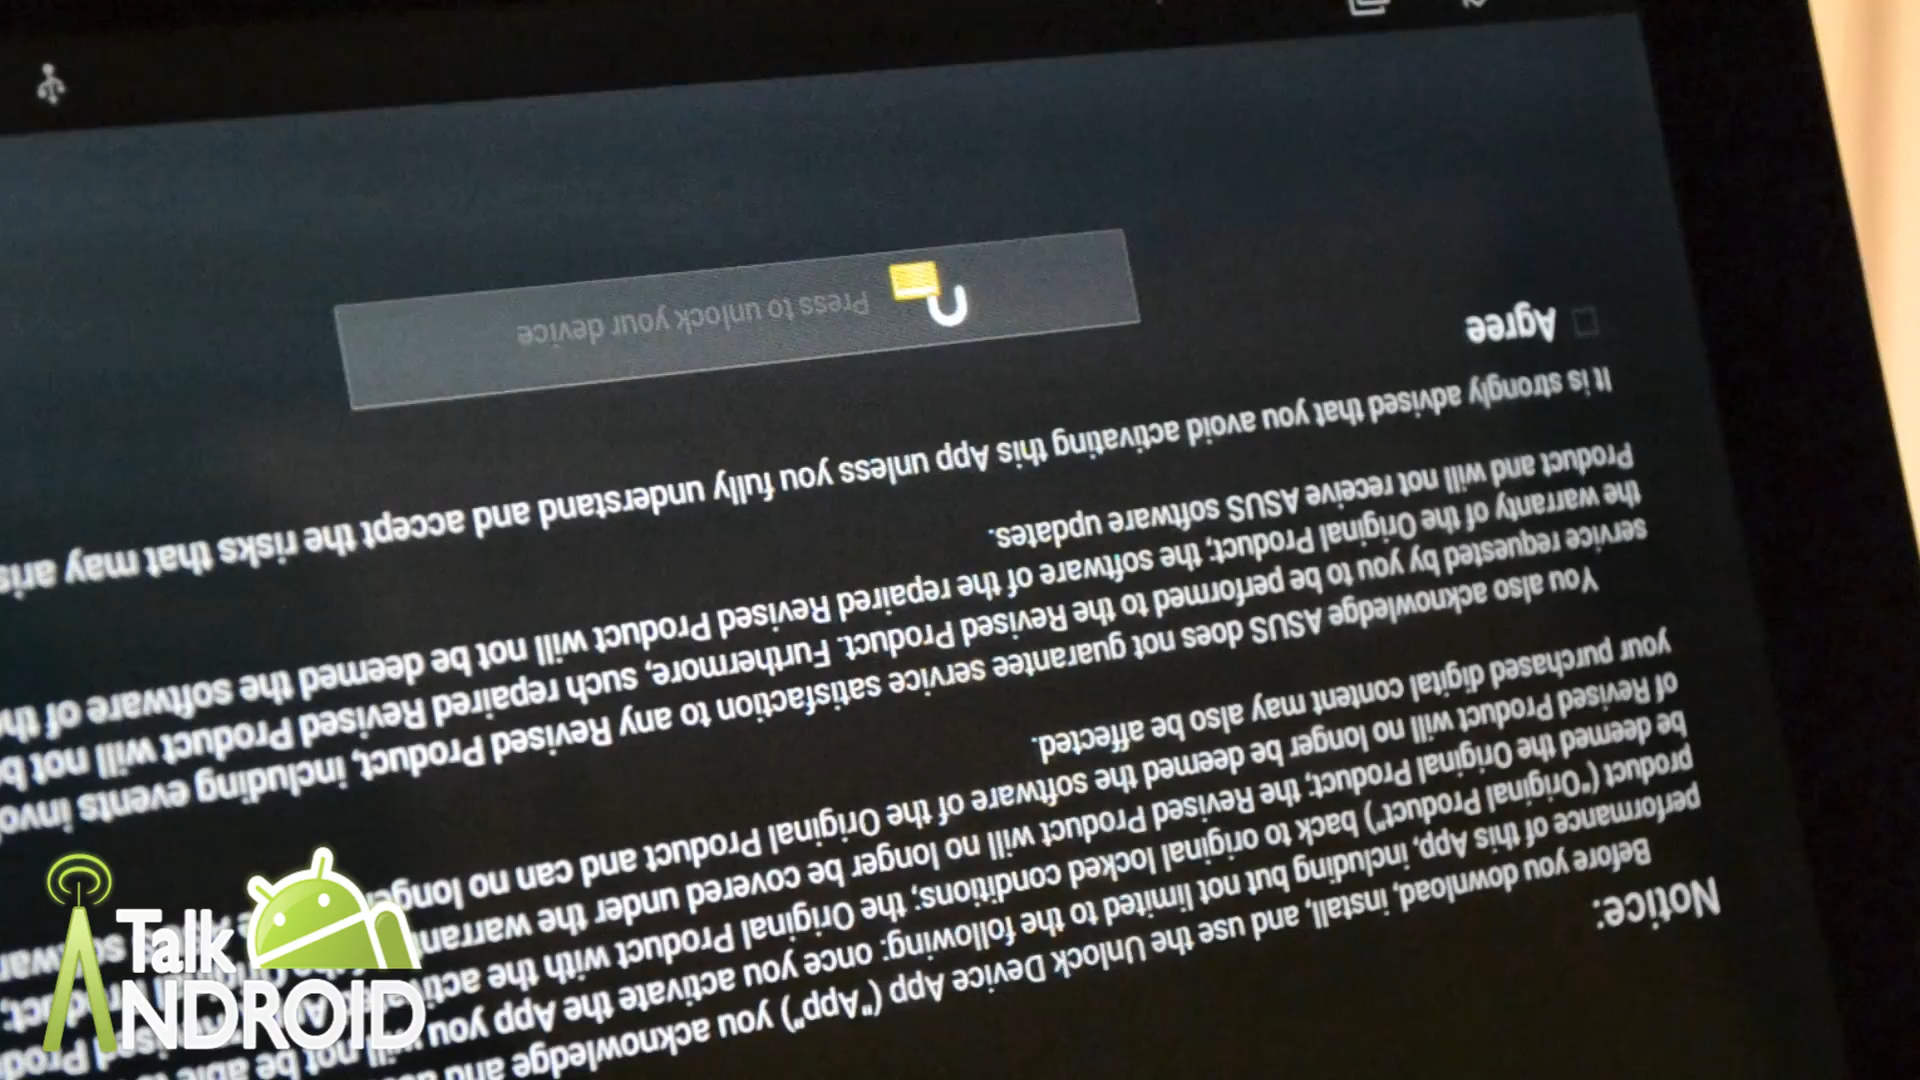 Notice:
Before you download, install, and use the Unlock Device App ("App") you acknowledge and
performance of this App, including but not limited to the following: once you activate the App you will not be able
product ("Original Product") back to original locked conditions; the Original Product with the
be deemed the Original Product; the Revised Product will no longer be covered under the
of Revised Product will no longer be deemed the software of the Original Product and can no longer
your purchased digital content may also be affected.
You also acknowledge ASUS does not guarantee service satisfaction to any Revised Product, including events
service requested by you to be performed to the Revised Product. Furthermore, such repaired Revised Product will not
the warranty of the Original Product; the software of the repaired Revised Product will not be deemed the software of
Product and will not receive ASUS software updates.
It is strongly advised that you avoid activating this App unless you fully understand and accept the risks that may
Agree
Press to unlock your device
Talk
ANDROID